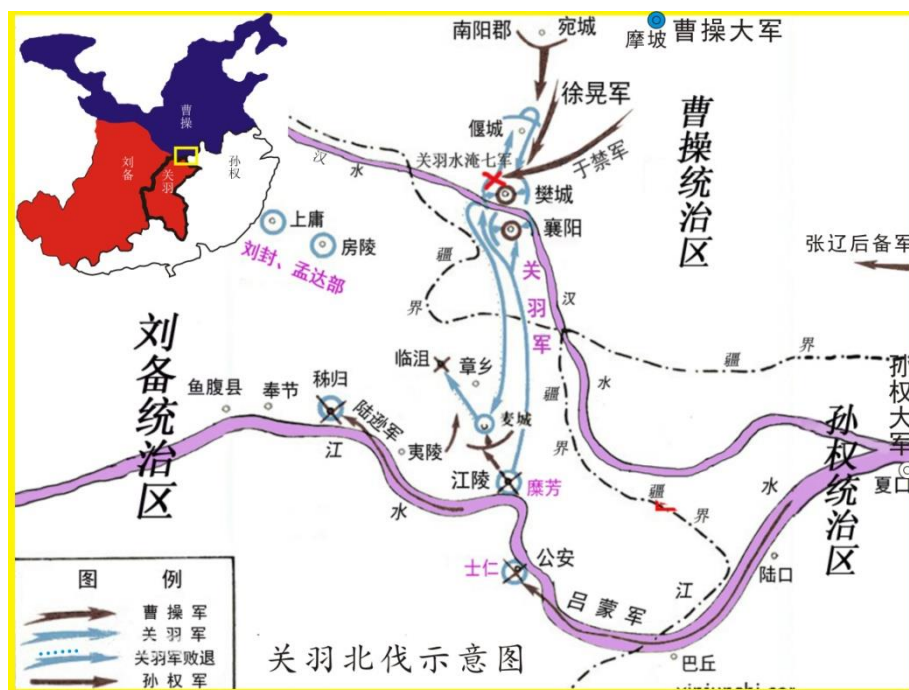 曹操
刘备
关羽
孙权
南阳郡
宛城
摩坡
曹操大军
徐晃军
偃城
于禁军
关羽水淹七军
樊城
襄阳
汉
水
曹操统治区
张辽后备军
上庸
房陵
刘封、孟达部
疆
界
关羽军
汉
水
疆
界
疆
界
刘备统治区
临沮
章乡
麦城
鱼腹县
奉节
秭归
陆逊军
夷陵
江
水
江陵
糜芳
孙权大军
夏口
孙权统治区
疆
界
水
江
士仁
公安
陆口
吕蒙军
巴丘
图 例
曹操军
关羽军
关羽军败退
孙权军
关羽北伐示意图